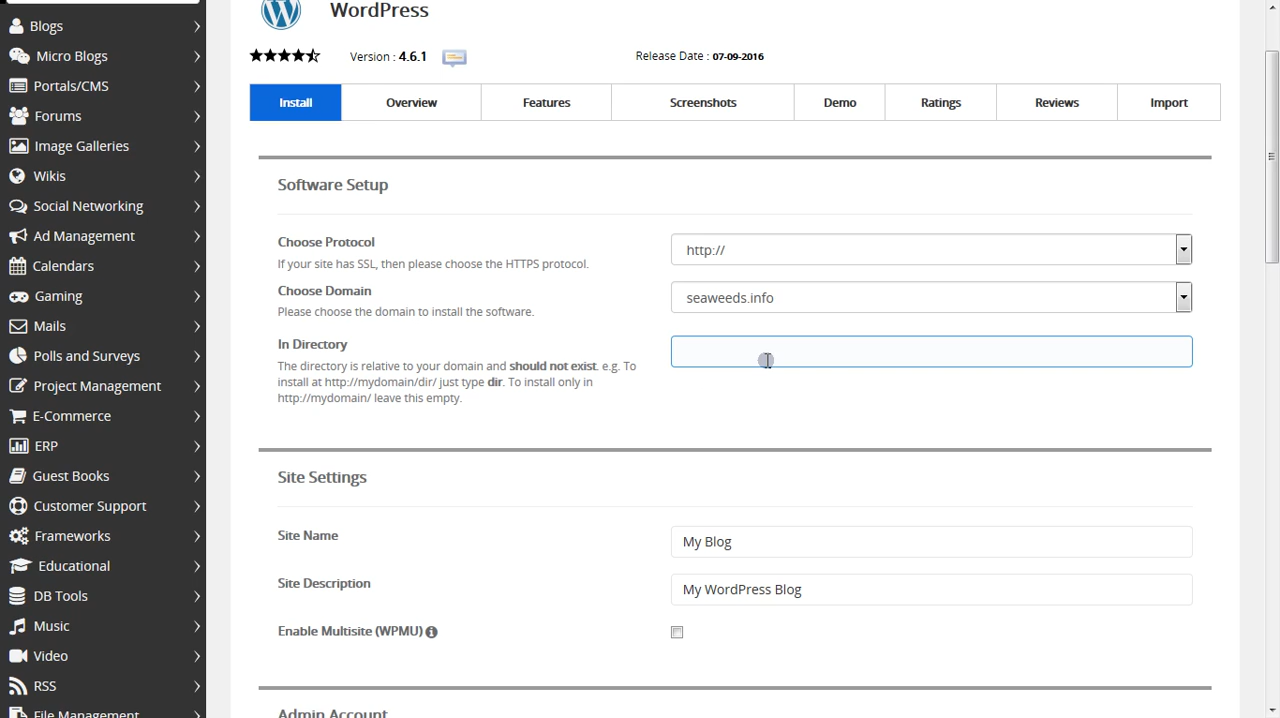 Blogs
Micro Blogs
Portals/CMS
Forums
Image Galleries
Wikis
Social Networking
Ad Management
Calendars
Gaming
Mails
Polls and Surveys
Project Management
E-Commerce
ERP
Guest Books
Customer Support
Frameworks
Educational
DB Tools
Music
Video
RSS
File Management
WordPress
Version : 4.6.1
Release Date : 07-09-2016
Install Overview Features Screenshots Demo Ratings Reviews Import
Software Setup
Choose Protocol
If your site has SSL, then please choose the HTTPS protocol.
http://
Choose Domain
Please choose the domain to install the software.
seaweeds.info
In Directory
The directory is relative to your domain and should not exist. e.g. To
install at http://mydomain/dir/ just type dir. To install only in
http://mydomain/ leave this empty.
Site Settings
Site Name
My Blog
Site Description
My WordPress Blog
Enable Multisite (WPMU)
Admin Account